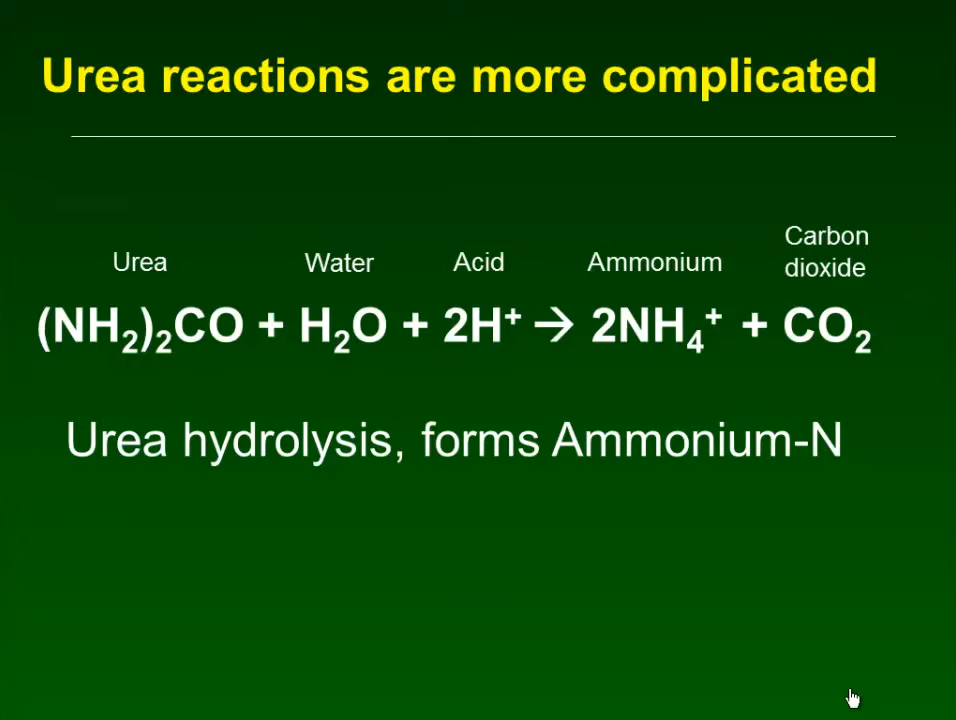 Urea reactions are more complicated
Urea Water Acid Ammonium Carbon dioxide
(NH₂)₂CO + H₂O + 2H⁺ → 2NH₄⁺ + CO₂
Urea hydrolysis, forms Ammonium-N